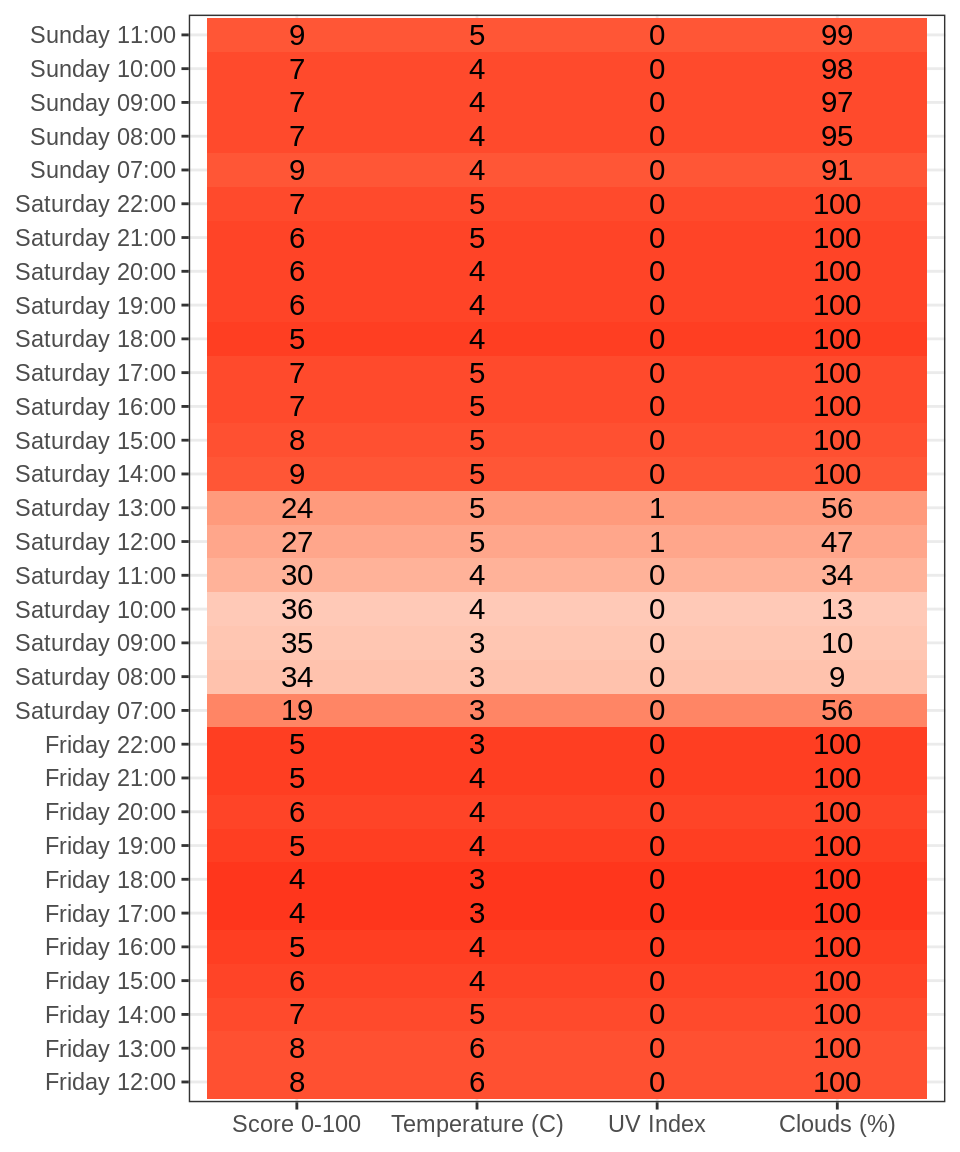 Sunday 11:00 9 5 0 99
Sunday 10:00 7 4 0 98
Sunday 09:00 7 4 0 97
Sunday 08:00 7 4 0 95
Sunday 07:00 9 4 0 91
Saturday 22:00 7 5 0 100
Saturday 21:00 6 5 0 100
Saturday 20:00 6 4 0 100
Saturday 19:00 6 4 0 100
Saturday 18:00 5 4 0 100
Saturday 17:00 7 5 0 100
Saturday 16:00 7 5 0 100
Saturday 15:00 8 5 0 100
Saturday 14:00 9 5 0 100
Saturday 13:00 24 5 1 56
Saturday 12:00 27 5 1 47
Saturday 11:00 30 4 0 34
Saturday 10:00 36 4 0 13
Saturday 09:00 35 3 0 10
Saturday 08:00 34 3 0 9
Saturday 07:00 19 3 0 56
Friday 22:00 5 3 0 100
Friday 21:00 5 4 0 100
Friday 20:00 6 4 0 100
Friday 19:00 5 4 0 100
Friday 18:00 4 3 0 100
Friday 17:00 4 3 0 100
Friday 16:00 5 4 0 100
Friday 15:00 6 4 0 100
Friday 14:00 7 5 0 100
Friday 13:00 8 6 0 100
Friday 12:00 8 6 0 100
Score 0-100 Temperature (C) UV Index Clouds (%)